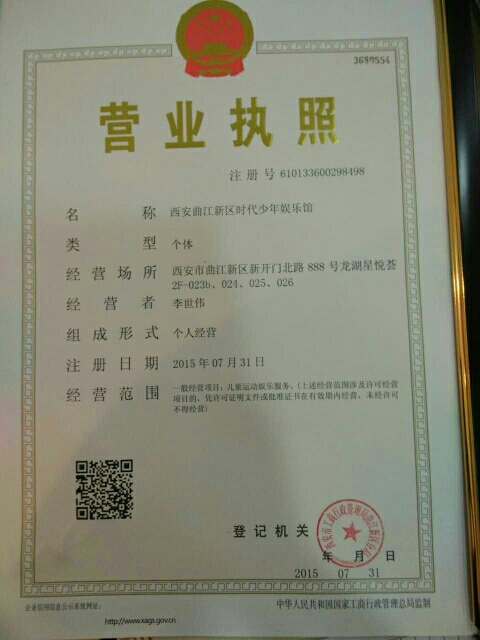 3699554
营业执照
注册号 610133600298498
名称 西安曲江新区时代少年娱乐馆
类型 个体
经营场所 西安市曲江新区新开门北路 888 号龙湖星悦荟
2F-023b、024、025、026
经营者 李世伟
组成形式 个人经营
注册日期 2015 年 07 月 31 日
经营范围 一般经营项目：儿童运动娱乐服务。(上述经营范围涉及许可经营
项目的，凭许可证明文件或批准证书在有效期内经营，未经许可
不得经营)
登记机关
西安市工商行政管理局曲江新区分局
年 月 日
2015 07 31
企业信用信息公示系统网址：
http://www.xags.gov.cn
中华人民共和国国家工商行政管理总局监制